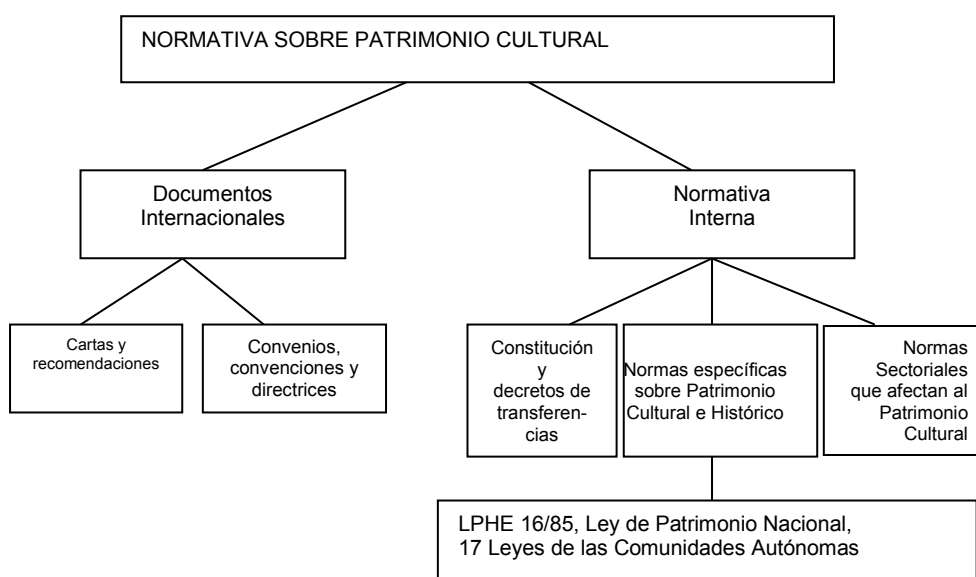 NORMATIVA SOBRE PATRIMONIO CULTURAL
Documentos
Internacionales
Normativa
Interna
Cartas y
recomendaciones
Convenios,
convenciones y
directrices
Constitución
y
decretos de
transferen-
cias
Normas específicas
sobre Patrimonio
Cultural e Histórico
Normas
Sectoriales
que afectan al
Patrimonio
Cultural
LPHE 16/85, Ley de Patrimonio Nacional,
17 Leyes de las Comunidades Autónomas